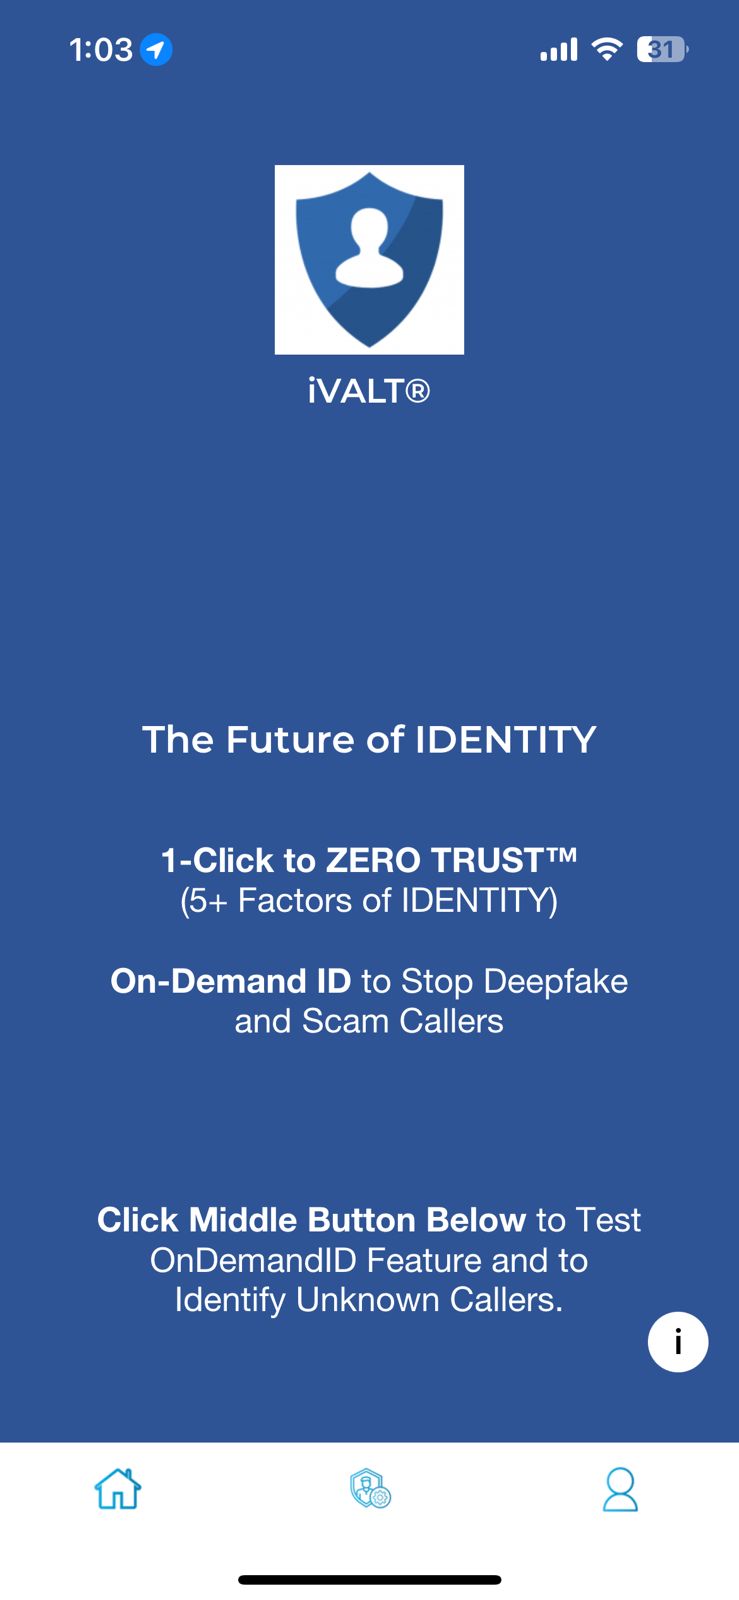 1:03
31
iVALT®
The Future of IDENTITY
1-Click to ZERO TRUST™
(5+ Factors of IDENTITY)
On-Demand ID to Stop Deepfake
and Scam Callers
Click Middle Button Below to Test
OnDemandID Feature and to
Identify Unknown Callers.
i